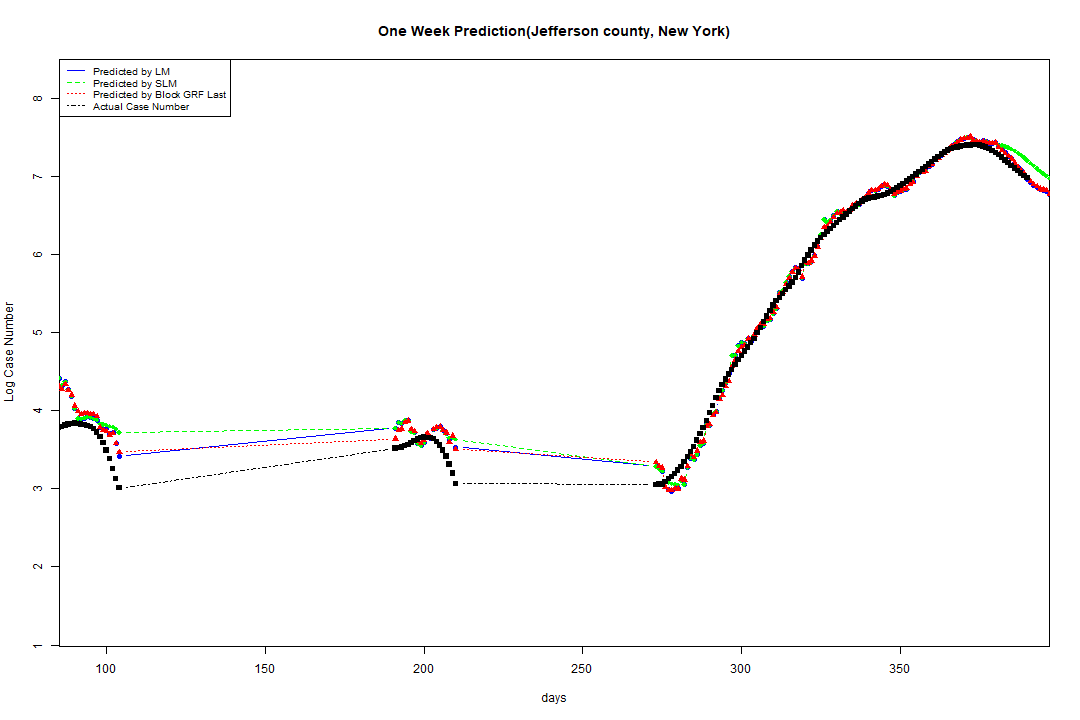 One Week Prediction(Jefferson county, New York)
Predicted by LM
Predicted by SLM
Predicted by Block GRF Last
Actual Case Number
8
7
6
5
4
3
2
1
Log Case Number
100 150 200 250 300 350
days